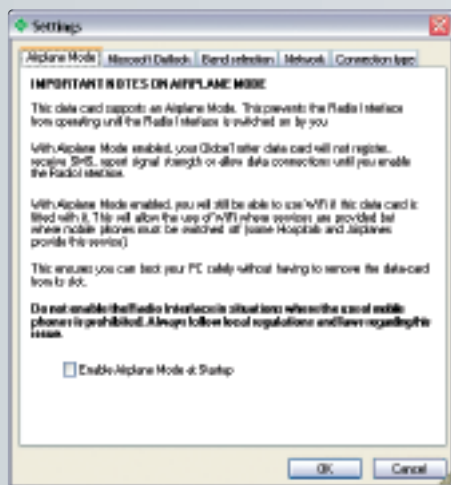 Settings
Airplane Mode Microsoft Outlook Band selection Network Connection type
IMPORTANT NOTES ON AIRPLANE MODE
This data card supports an Airplane Mode. This prevents the Radio Interface
from operating until the Radio Interface is switched on by you
With Airplane Mode enabled, your GlobeTrotter data card will not register,
receive SMS, report signal strength or allow data connections until you enable
the Radio Interface.
With Airplane Mode enabled, you will still be able to use WiFi if this data card is
fitted with it. This will allow the use of WiFi where services are provided but
where mobile phones must be switched off (some Hospitals and Airplanes
provide this service)
This ensures you can boot your PC safely without having to remove the data-card
from its slot.
Do not enable the Radio Interface in situations where the use of mobile
phones is prohibited. Always follow local regulations and laws regarding this
issue.
Enable Airplane Mode at Startup
OK Cancel